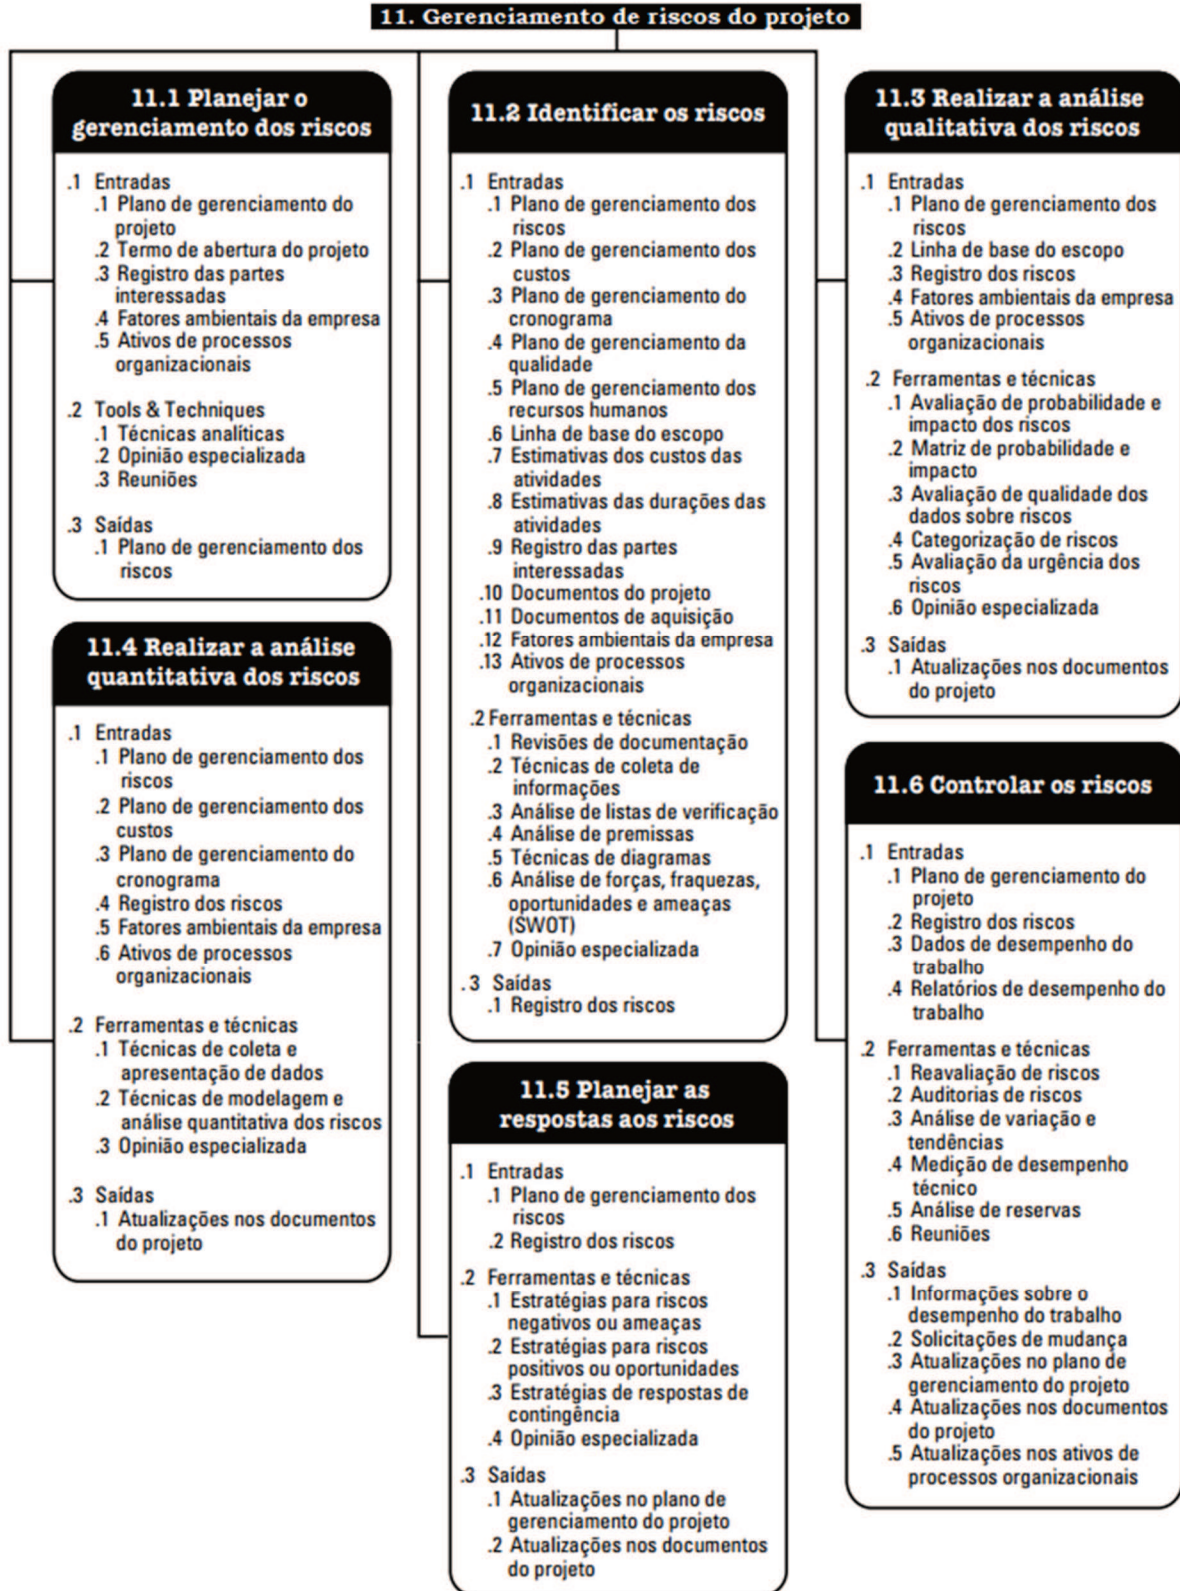 11. Gerenciamento de riscos do projeto
11.1 Planejar o
gerenciamento dos riscos
.1 Entradas
.1 Plano de gerenciamento do
projeto
.2 Termo de abertura do projeto
.3 Registro das partes
interessadas
.4 Fatores ambientais da empresa
.5 Ativos de processos
organizacionais
.2 Tools & Techniques
.1 Técnicas analíticas
.2 Opinião especializada
.3 Reuniões
.3 Saídas
.1 Plano de gerenciamento dos
riscos
11.2 Identificar os riscos
.1 Entradas
.1 Plano de gerenciamento dos
riscos
.2 Plano de gerenciamento dos
custos
.3 Plano de gerenciamento do
cronograma
.4 Plano de gerenciamento da
qualidade
.5 Plano de gerenciamento dos
recursos humanos
.6 Linha de base do escopo
.7 Estimativas dos custos das
atividades
.8 Estimativas das durações das
atividades
.9 Registro das partes
interessadas
.10 Documentos do projeto
.11 Documentos de aquisição
.12 Fatores ambientais da empresa
.13 Ativos de processos
organizacionais
.2 Ferramentas e técnicas
.1 Revisões de documentação
.2 Técnicas de coleta de
informações
.3 Análise de listas de verificação
.4 Análise de premissas
.5 Técnicas de diagramas
.6 Análise de forças, fraquezas,
oportunidades e ameaças
(SWOT)
.7 Opinião especializada
.3 Saídas
.1 Registro dos riscos
11.3 Realizar a análise
qualitativa dos riscos
.1 Entradas
.1 Plano de gerenciamento dos
riscos
.2 Linha de base do escopo
.3 Registro dos riscos
.4 Fatores ambientais da empresa
.5 Ativos de processos
organizacionais
.2 Ferramentas e técnicas
.1 Avaliação de probabilidade e
impacto dos riscos
.2 Matriz de probabilidade e
impacto
.3 Avaliação de qualidade dos
dados sobre riscos
.4 Categorização de riscos
.5 Avaliação da urgência dos
riscos
.6 Opinião especializada
.3 Saídas
.1 Atualizações nos documentos
do projeto
11.4 Realizar a análise
quantitativa dos riscos
.1 Entradas
.1 Plano de gerenciamento dos
riscos
.2 Plano de gerenciamento dos
custos
.3 Plano de gerenciamento do
cronograma
.4 Registro dos riscos
.5 Fatores ambientais da empresa
.6 Ativos de processos
organizacionais
.2 Ferramentas e técnicas
.1 Técnicas de coleta e
apresentação de dados
.2 Técnicas de modelagem e
análise quantitativa dos riscos
.3 Opinião especializada
.3 Saídas
.1 Atualizações nos documentos
do projeto
11.5 Planejar as
respostas aos riscos
.1 Entradas
.1 Plano de gerenciamento dos
riscos
.2 Registro dos riscos
.2 Ferramentas e técnicas
.1 Estratégias para riscos
negativos ou ameaças
.2 Estratégias para riscos
positivos ou oportunidades
.3 Estratégias de respostas de
contingência
.4 Opinião especializada
.3 Saídas
.1 Atualizações no plano de
gerenciamento do projeto
.2 Atualizações nos documentos
do projeto
11.6 Controlar os riscos
.1 Entradas
.1 Plano de gerenciamento do
projeto
.2 Registro dos riscos
.3 Dados de desempenho do
trabalho
.4 Relatórios de desempenho do
trabalho
.2 Ferramentas e técnicas
.1 Reavaliação de riscos
.2 Auditorias de riscos
.3 Análise de variação e
tendências
.4 Medição de desempenho
técnico
.5 Análise de reservas
.6 Reuniões
.3 Saídas
.1 Informações sobre o
desempenho do trabalho
.2 Solicitações de mudança
.3 Atualizações no plano de
gerenciamento do projeto
.4 Atualizações nos documentos
do projeto
.5 Atualizações nos ativos de
processos organizacionais